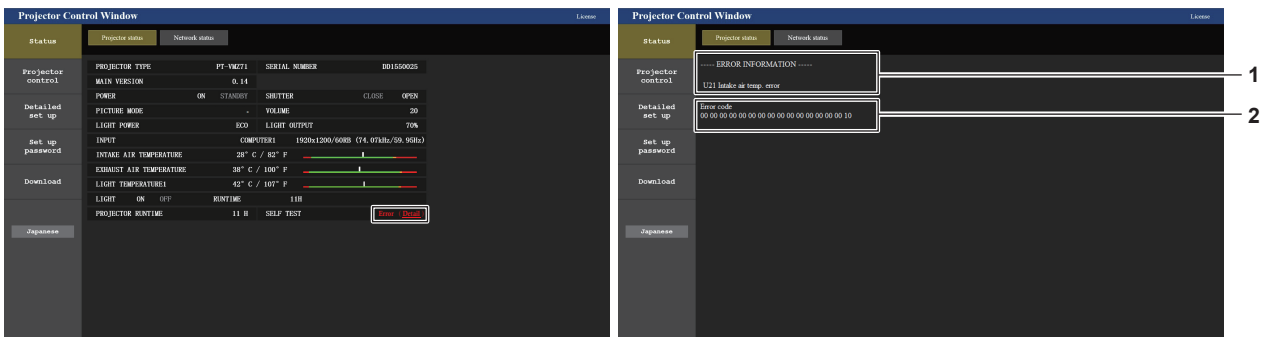 Projector Control Window
License
Status
Projector status
Network status
Projector
control
Detailed
set up
Set up
password
Download
Japanese
PROJECTOR TYPE PT-VMZ71 SERIAL NUMBER DD1550025
MAIN VERSION 0.14
POWER ON STANDBY SHUTTER CLOSE OPEN
PICTURE MODE - VOLUME 20
LIGHT POWER ECO LIGHT OUTPUT 70%
INPUT COMPUTER1 1920x1200/60RB (74.07kHz/59.95Hz)
INTAKE AIR TEMPERATURE 28° C / 82° F
EXHAUST AIR TEMPERATURE 38° C / 100° F
LIGHT TEMPERATURE1 42° C / 107° F
LIGHT ON OFF RUNTIME 11H
PROJECTOR RUNTIME 11 H SELF TEST Error (Detail)
Projector Control Window
License
Status
Projector status
Network status
Projector
control
Detailed
set up
Set up
password
Download
Japanese
----- ERROR INFORMATION -----
U21 Intake air temp. error
Error code
00 00 00 00 00 00 00 00 00 00 00 00 00 00 00 10
1
2